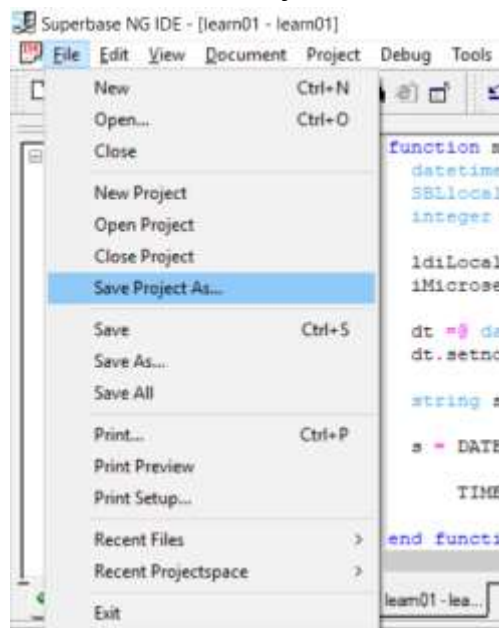 Superbase NG IDE - [learn01 - learn01]
File Edit View Document Project Debug Tools
New Ctrl+N
Open... Ctrl+O
Close
New Project
Open Project
Close Project
Save Project As...
Save Ctrl+S
Save As...
Save All
Print... Ctrl+P
Print Preview
Print Setup...
Recent Files >
Recent Projectspace >
Exit
function
datetime
SBLlocal
integer
ldiLocal
iMicrose
dt =@ da
dt.setno
string s
s = DATE
TIME
end functi
learn01 - lea...